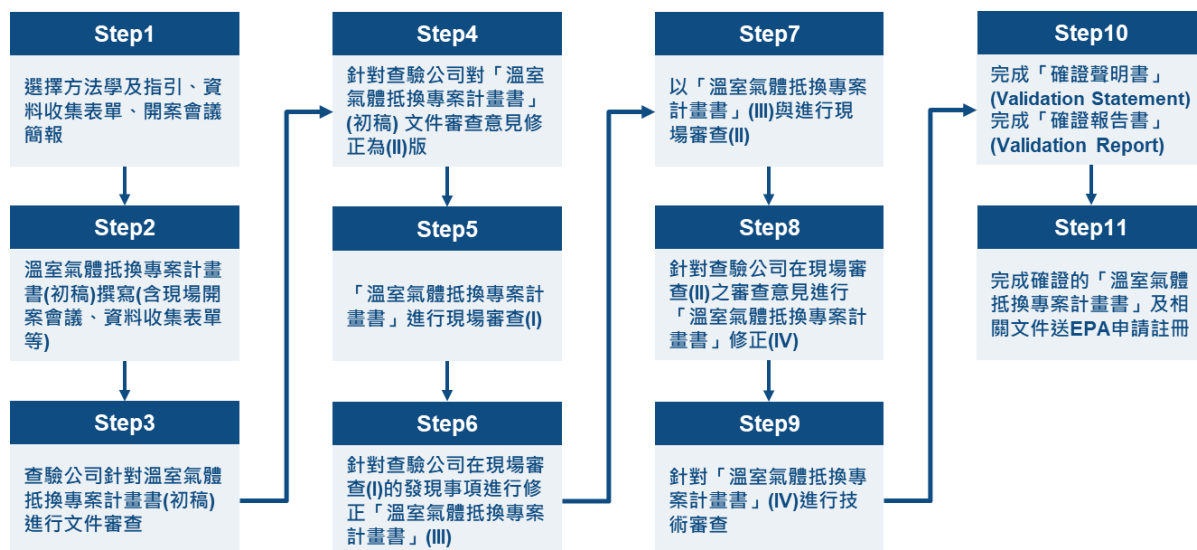 Step1
選擇方法學及指引、資
料收集表單、開案會議
簡報
Step2
溫室氣體抵換專案計畫
書(初稿)撰寫(含現場開
案會議、資料收集表單
等)
Step3
查驗公司針對溫室氣體
抵換專案計畫書(初稿)
進行文件審查
Step4
針對查驗公司對「溫室
氣體抵換專案計畫書」
(初稿) 文件審查意見修
正為(II)版
Step5
「溫室氣體抵換專案計
畫書」進行現場審查(I)
Step6
針對查驗公司在現場審
查(I)的發現事項進行修
正「溫室氣體抵換專案
計畫書」(III)
Step7
以「溫室氣體抵換專案
計畫書」(III)與進行現
場審查(II)
Step8
針對查驗公司在現場審
查(II)之審查意見進行
「溫室氣體抵換專案計
畫書」修正(IV)
Step9
針對「溫室氣體抵換專
案計畫書」(IV)進行技
術審查
Step10
完成「確證聲明書」
(Validation Statement)
完成「確證報告書」
(Validation Report)
Step11
完成確證的「溫室氣體
抵換專案計畫書」及相
關文件送EPA申請註冊